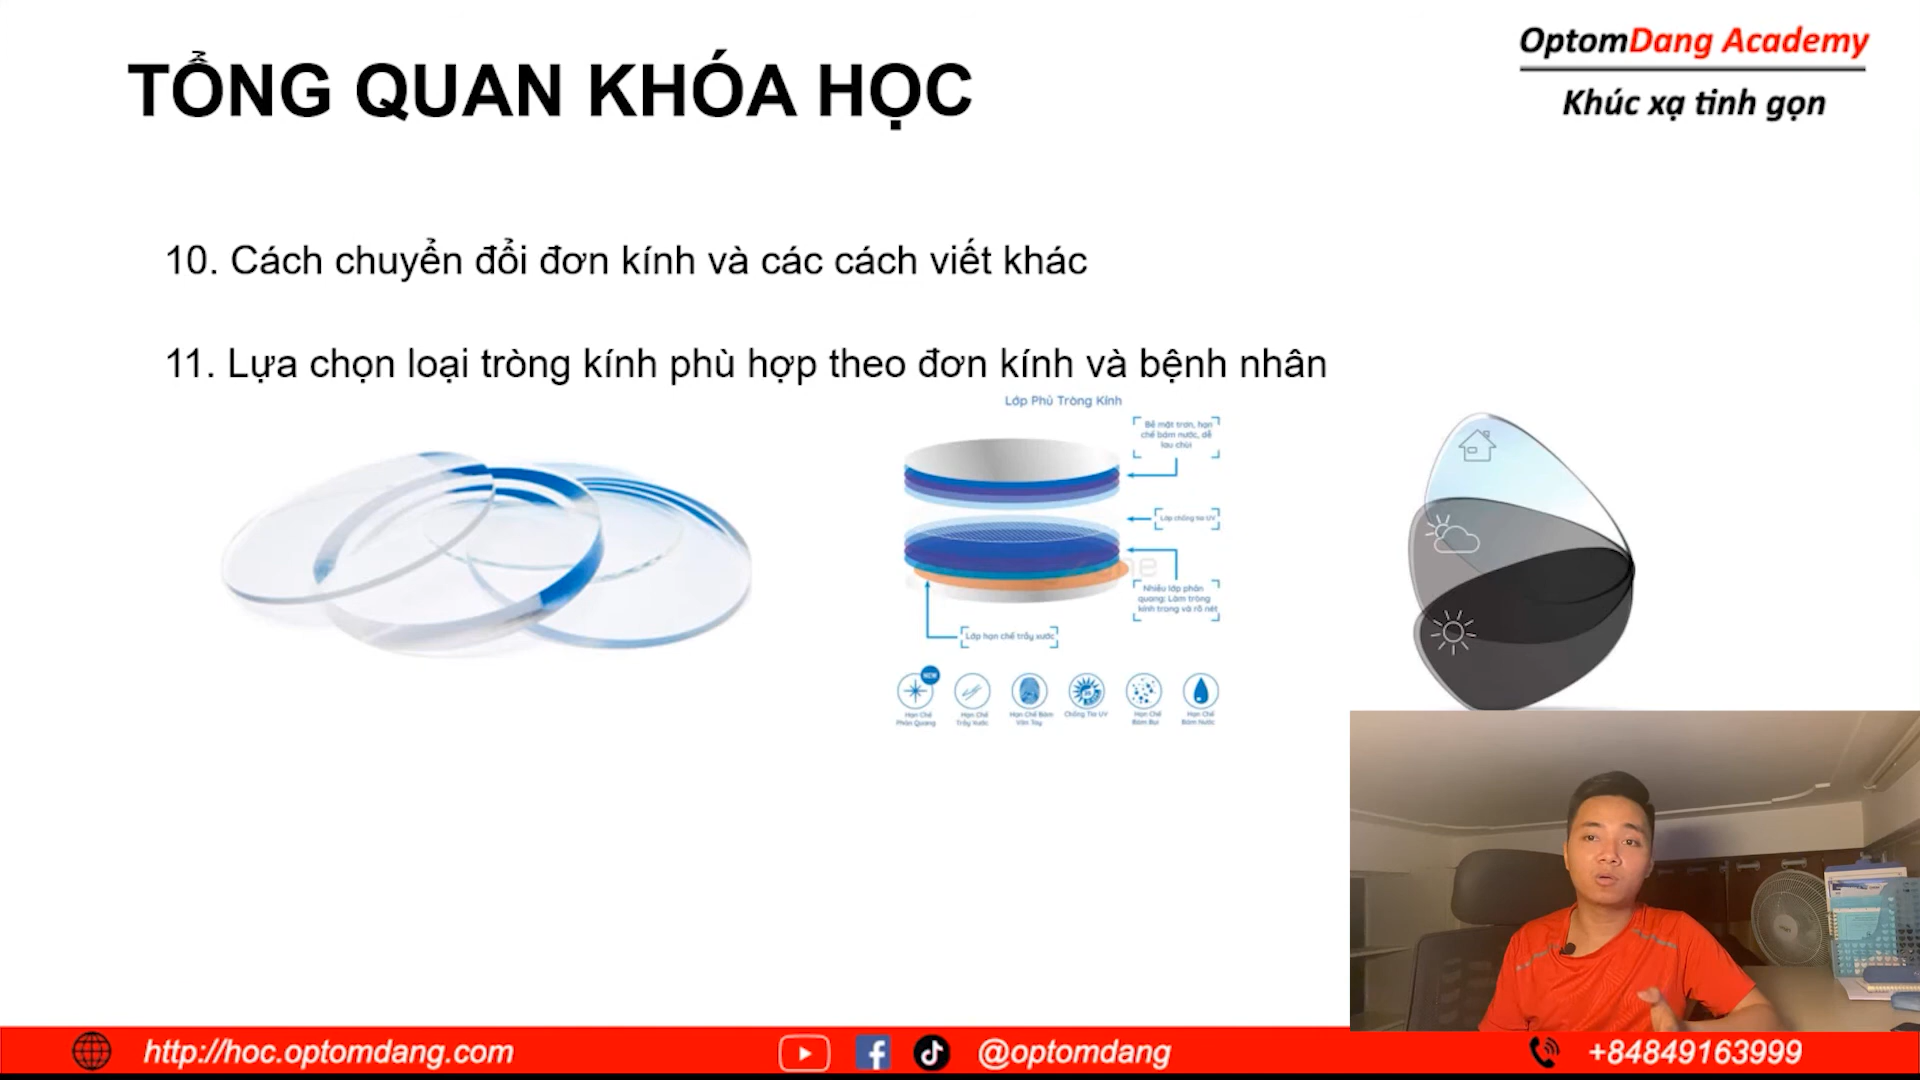 TỔNG QUAN KHÓA HỌC
OptomDang Academy
Khúc xạ tinh gọn
10. Cách chuyển đổi đơn kính và các cách viết khác
11. Lựa chọn loại tròng kính phù hợp theo đơn kính và bệnh nhân
Lớp Phủ Tròng Kính
Bề mặt trơn, hạn
chế bám nước, dễ
lau chùi
Lớp chống tia UV
Nhiều lớp phản
quang: Làm tròng
kính trong và rõ nét
Lớp hạn chế trầy xước
NEW
Hạn Chế
Phản Quang
Hạn Chế
Trầy Xước
Hạn Chế Bám
Vân Tay
Chống Tia UV
Hạn Chế
Bám Bụi
Hạn Chế
Bám Nước
http://hoc.optomdang.com
@optomdang
+84849163999